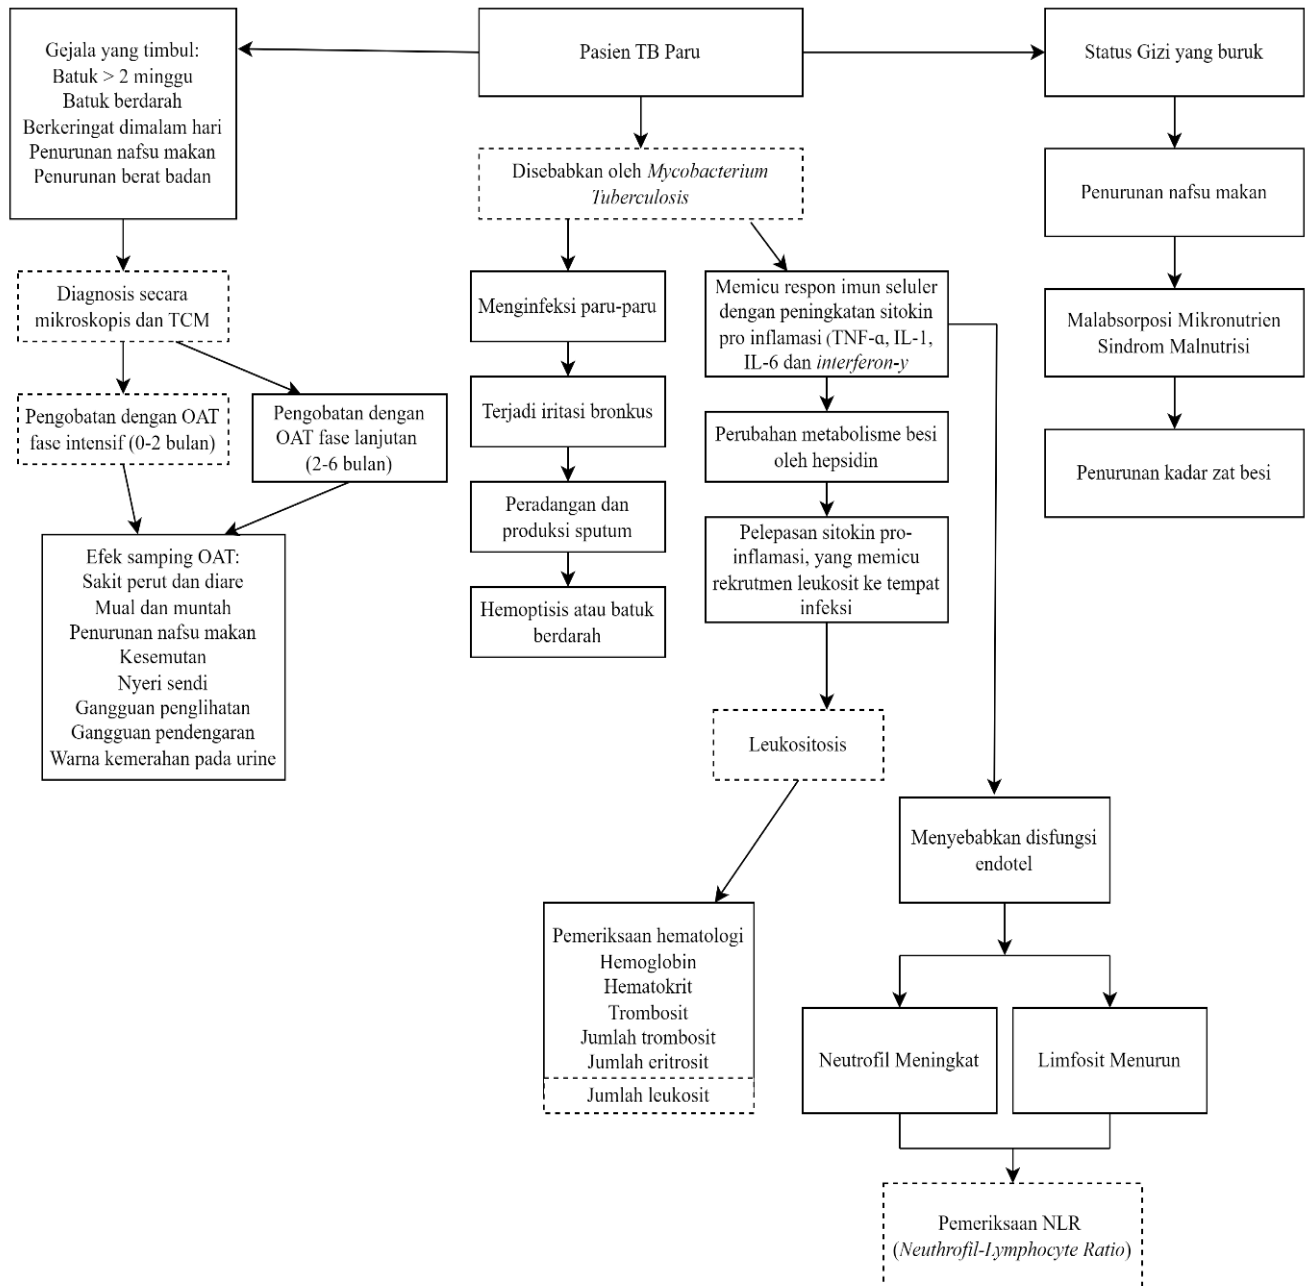 Gejala yang timbul:
Batuk > 2 minggu
Batuk berdarah
Berkeringat dimalam hari
Penurunan nafsu makan
Penurunan berat badan
Pasien TB Paru
Status Gizi yang buruk
Disebabkan oleh Mycobacterium
Tuberculosis
Penurunan nafsu makan
Diagnosis secara
mikroskopis dan TCM
Menginfeksi paru-paru
Memicu respon imun seluler
dengan peningkatan sitokin
pro inflamasi (TNF-α, IL-1,
IL-6 dan interferon-y
Malabsorposi Mikronutrien
Sindrom Malnutrisi
Pengobatan dengan OAT
fase intensif (0-2 bulan)
Pengobatan dengan
OAT fase lanjutan
(2-6 bulan)
Terjadi iritasi bronkus
Perubahan metabolisme besi
oleh hepsidin
Penurunan kadar zat besi
Peradangan dan
produksi sputum
Pelepasan sitokin pro-
inflamasi, yang memicu
rekrutmen leukosit ke tempat
infeksi
Efek samping OAT:
Sakit perut dan diare
Mual dan muntah
Penurunan nafsu makan
Kesemutan
Nyeri sendi
Gangguan penglihatan
Gangguan pendengaran
Warna kemerahan pada urine
Hemoptisis atau batuk
berdarah
Leukositosis
Menyebabkan disfungsi
endotel
Pemeriksaan hematologi
Hemoglobin
Hematokrit
Trombosit
Jumlah trombosit
Jumlah eritrosit
Jumlah leukosit
Neutrofil Meningkat
Limfosit Menurun
Pemeriksaan NLR
(Neuthrofil-Lymphocyte Ratio)